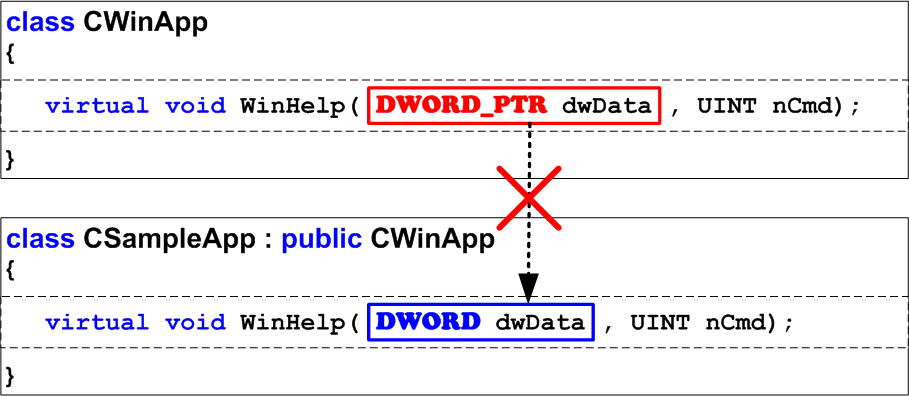 class CWinApp
{
virtual void WinHelp( DWORD_PTR dwData , UINT nCmd);
}
class CSampleApp : public CWinApp
{
virtual void WinHelp( DWORD dwData , UINT nCmd);
}